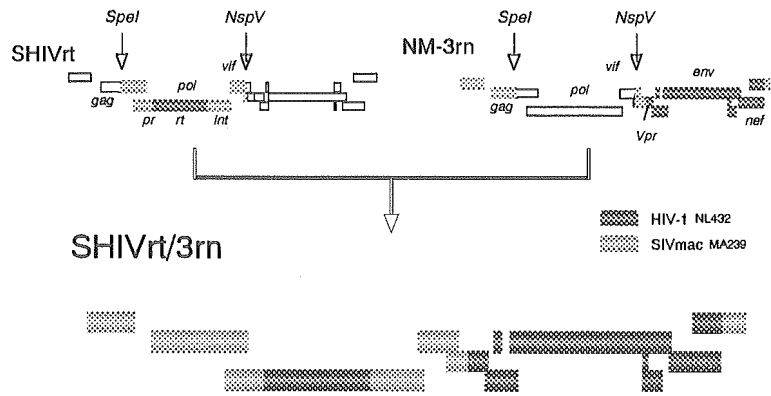 SpeI NspV SpeI NspV
SHIVrt NM-3rn
vif vif env
pol pol
gag gag nef
pr rt Int Vpr
HIV-1 NL432
SHIVrt/3rn
SIVmac MA239